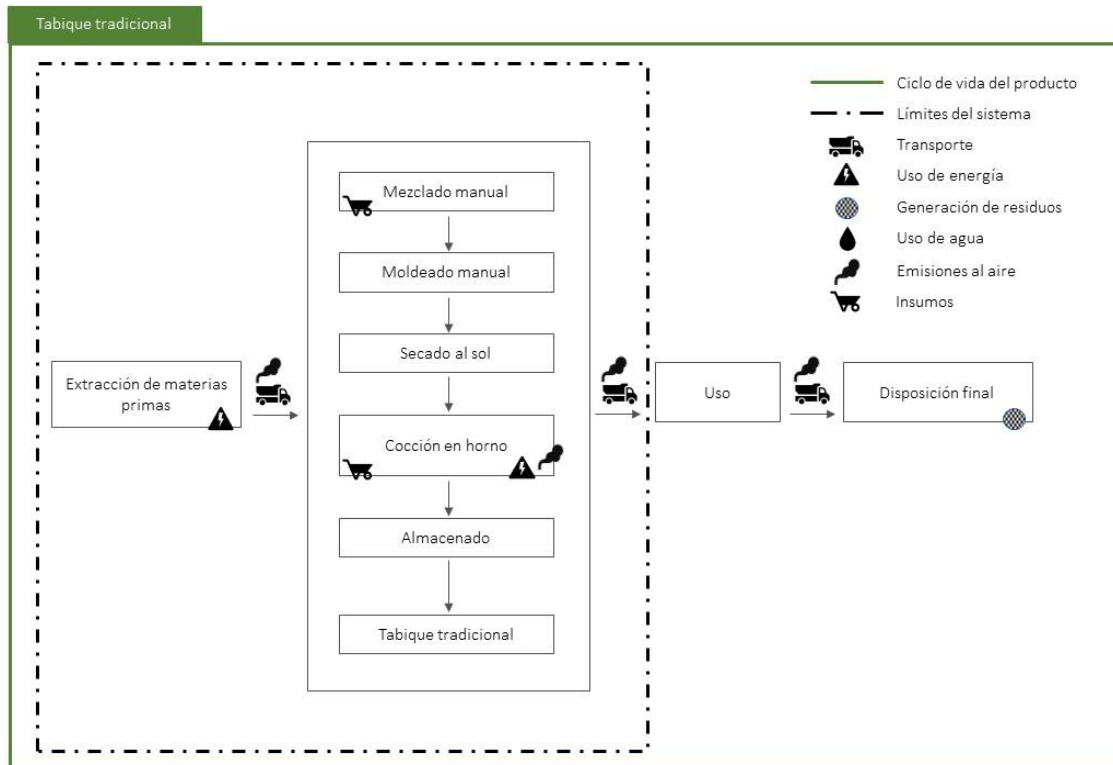 Tabique tradicional
Ciclo de vida del producto
Límites del sistema
Transporte
Uso de energía
Generación de residuos
Uso de agua
Emisiones al aire
Insumos
Mezclado manual
Moldeado manual
Secado al sol
Extracción de materias
primas
Cocción en horno
Almacenado
Tabique tradicional
Uso
Disposición final